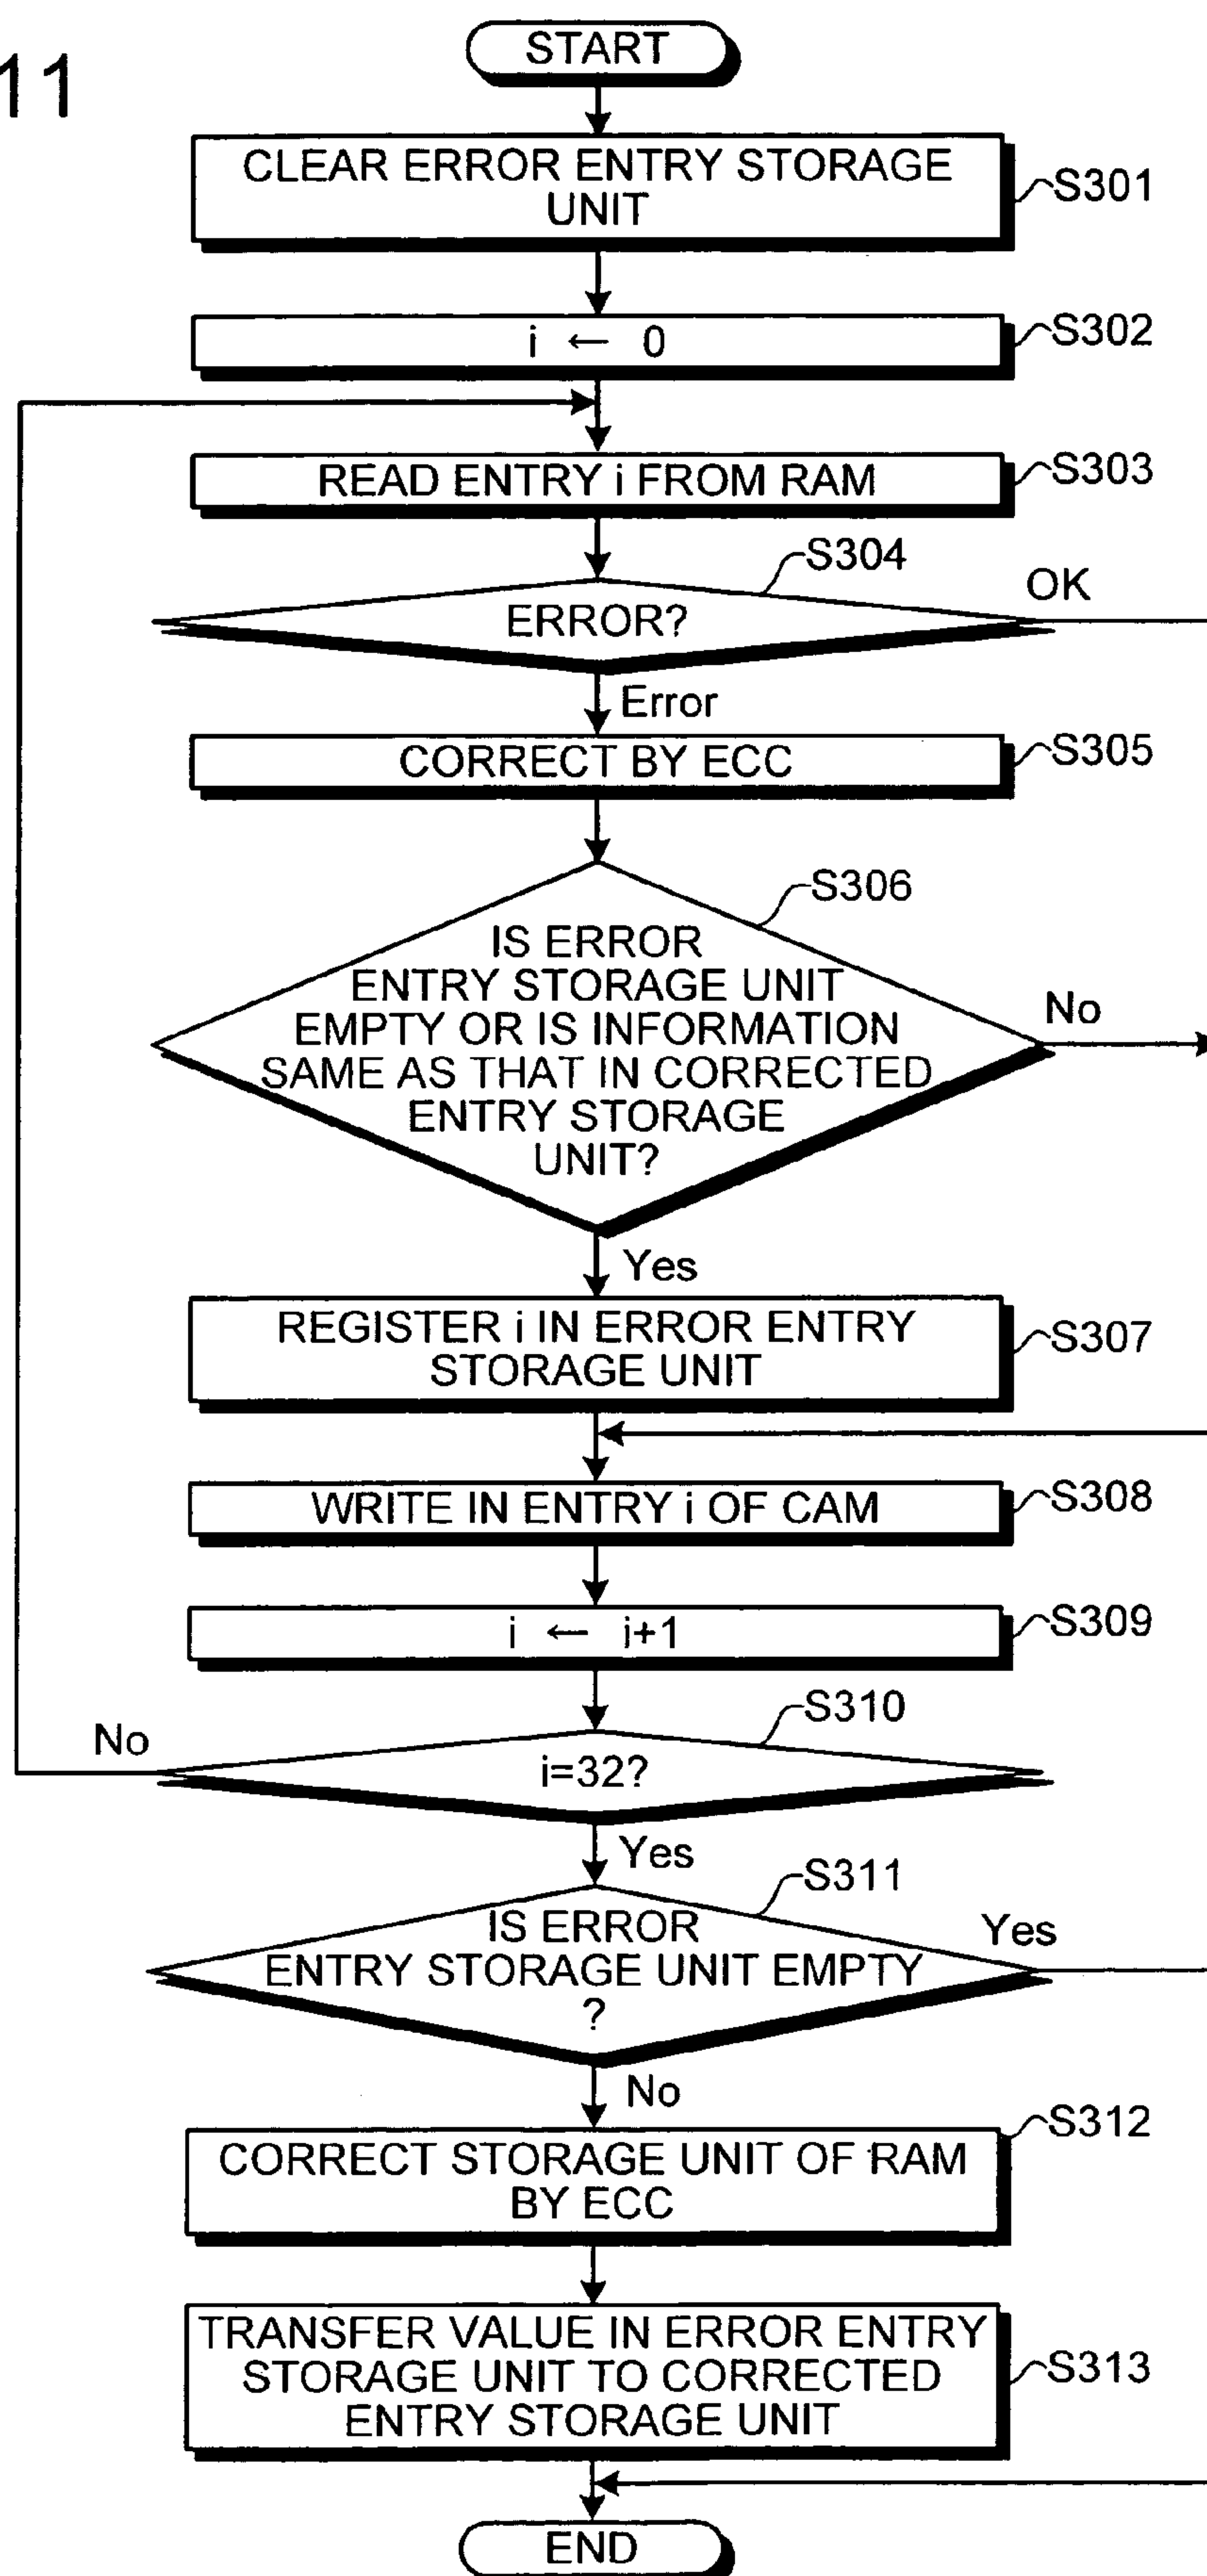 11
START
CLEAR ERROR ENTRY STORAGE
UNIT
S301
i ← 0
S302
READ ENTRY i FROM RAM
S303
S304
ERROR?
OK
Error
CORRECT BY ECC
S305
S306
IS ERROR
ENTRY STORAGE UNIT
EMPTY OR IS INFORMATION
SAME AS THAT IN CORRECTED
ENTRY STORAGE
UNIT?
No
Yes
REGISTER i IN ERROR ENTRY
STORAGE UNIT
S307
WRITE IN ENTRY i OF CAM
S308
i ← i+1
S309
S310
No
i=32?
Yes
S311
IS ERROR
ENTRY STORAGE UNIT EMPTY
?
Yes
No
S312
CORRECT STORAGE UNIT OF RAM
BY ECC
TRANSFER VALUE IN ERROR ENTRY
STORAGE UNIT TO CORRECTED
ENTRY STORAGE UNIT
S313
END